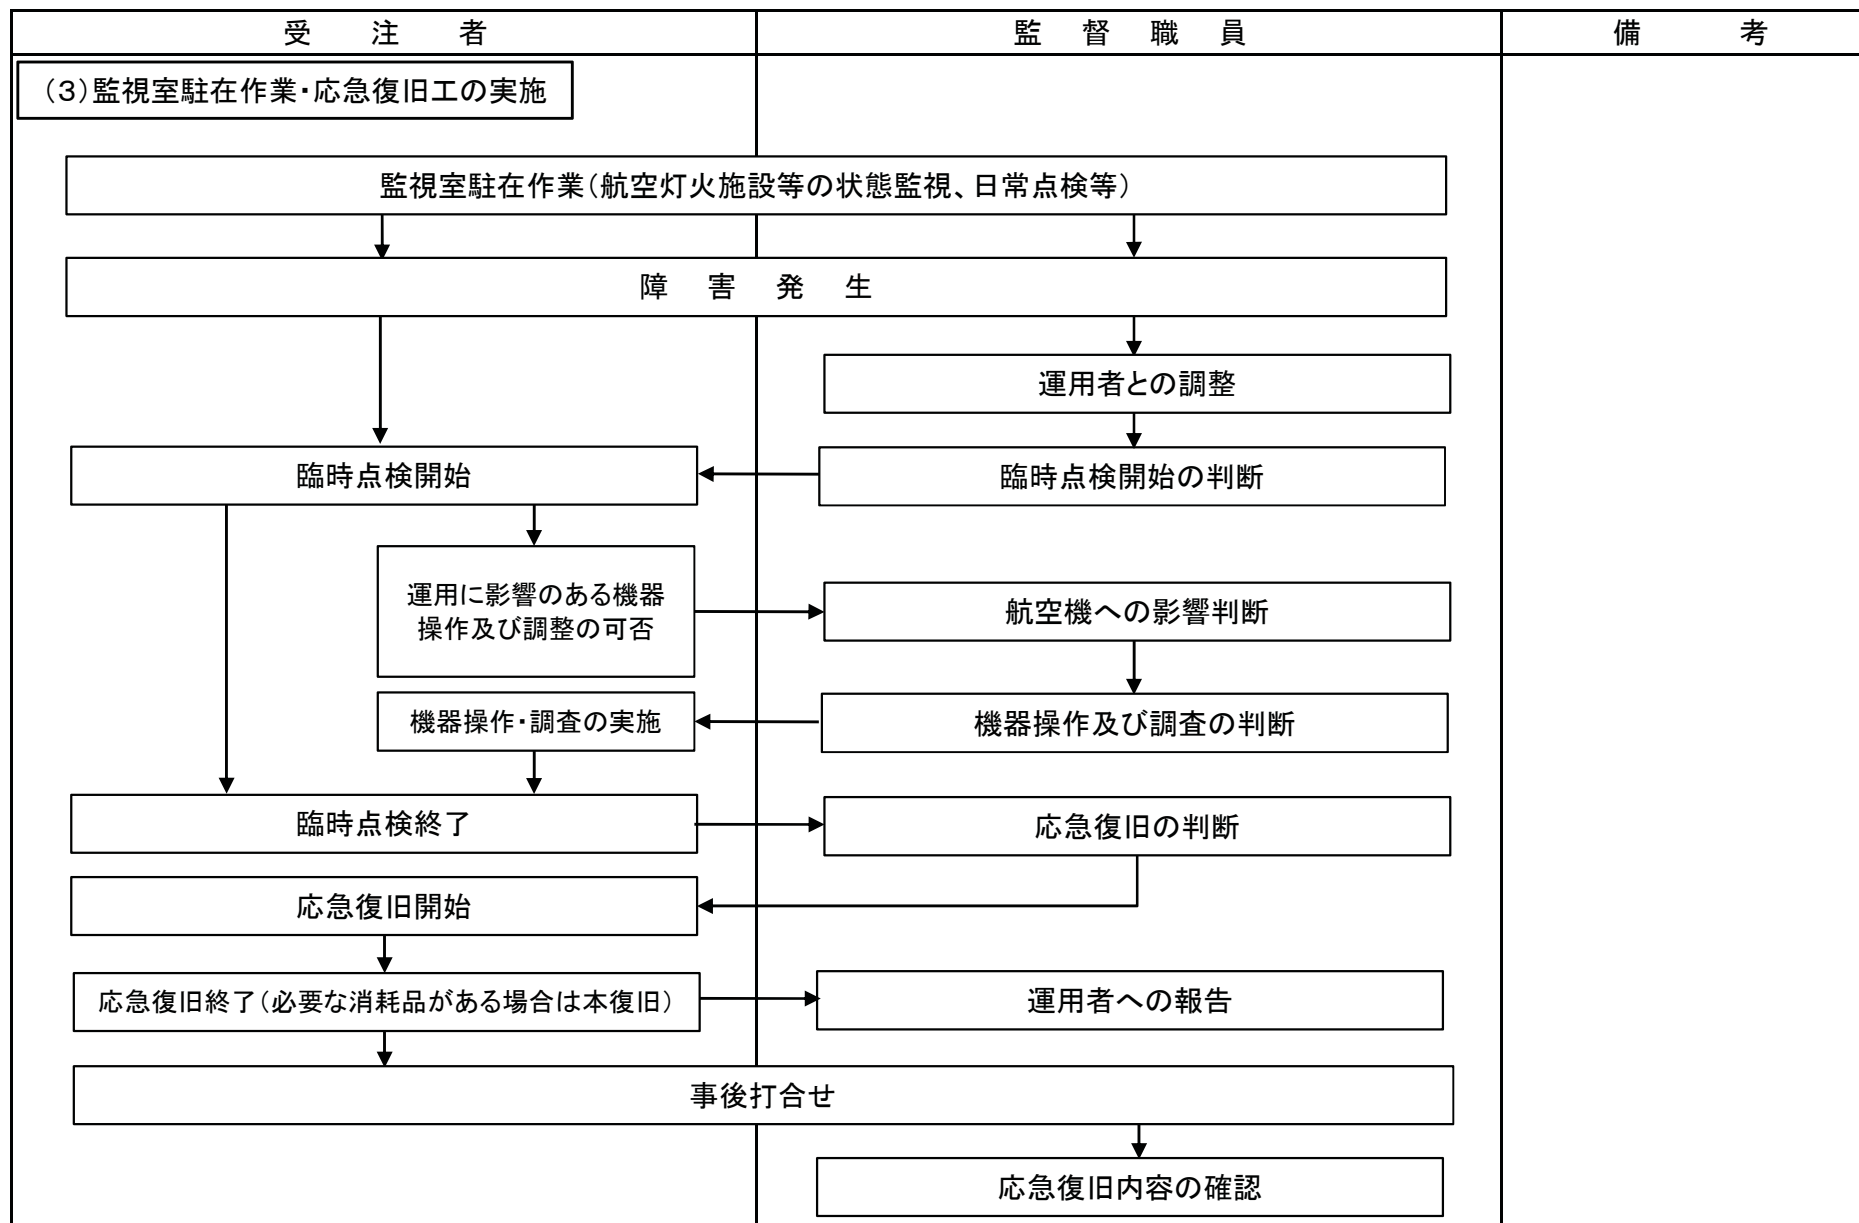 受注者 監督職員 備考
（３）監視室駐在作業・応急復旧工の実施
監視室駐在作業（航空灯火施設等の状態監視、日常点検等）
障害発生
運用者との調整
臨時点検開始
臨時点検開始の判断
運用に影響のある機器
操作及び調整の可否
航空機への影響判断
機器操作・調査の実施
機器操作及び調査の判断
臨時点検終了
応急復旧の判断
応急復旧開始
応急復旧終了（必要な消耗品がある場合は本復旧）
運用者への報告
事後打合せ
応急復旧内容の確認